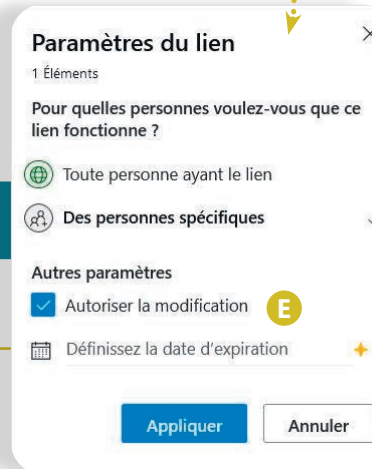 Paramètres du lien
1 Éléments
Pour quelles personnes voulez-vous que ce
lien fonctionne ?
Toute personne ayant le lien
Des personnes spécifiques
Autres paramètres
Autoriser la modification E
Définissez la date d'expiration
Appliquer Annuler